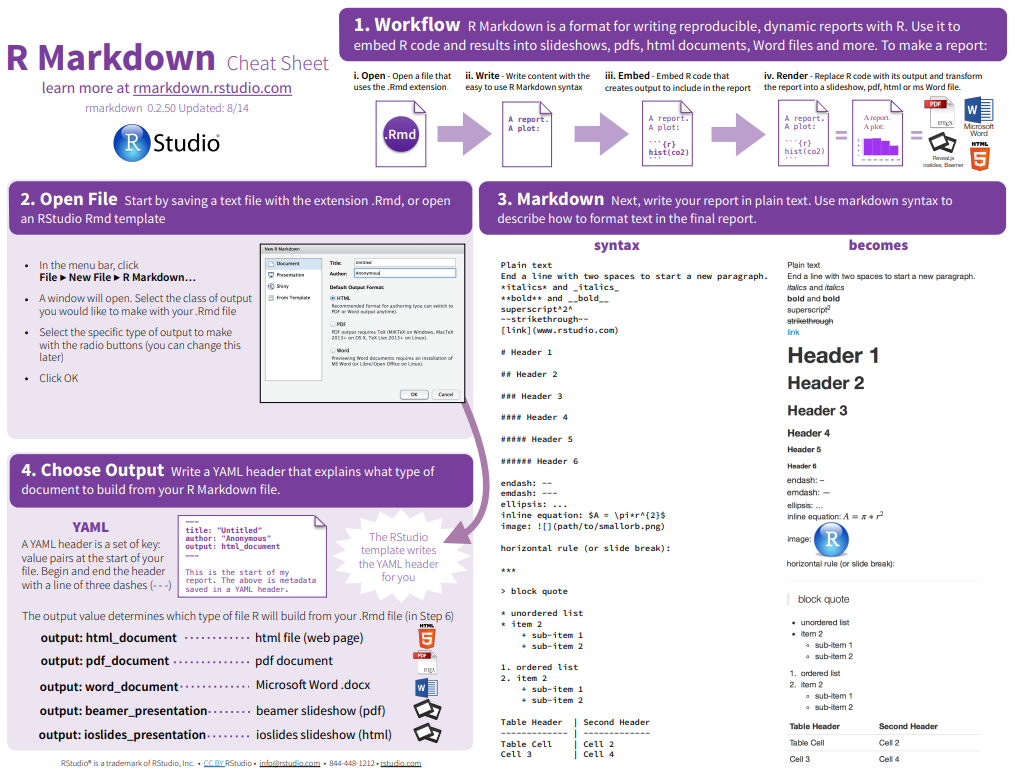 R Markdown Cheat Sheet
learn more at rmarkdown.rstudio.com
rmarkdown 0.2.50 Updated: 8/14
R Studio®
1. Workflow R Markdown is a format for writing reproducible, dynamic reports with R. Use it to
embed R code and results into slideshows, pdfs, html documents, Word files and more. To make a report:
i. Open - Open a file that
uses the .Rmd extension.
ii. Write - Write content with the
easy to use R Markdown syntax
iii. Embed - Embed R code that
creates output to include in the report
iv. Render - Replace R code with its output and transform
the report into a slideshow, pdf, html or ms Word file.
.Rmd
A report.
A plot:
A report.
A plot:
```{r}
hist(co2)
```
A report.
A plot:
```{r}
hist(co2)
```
=
A report.
A plot:
=
PDF
LATEX
Microsoft
Word
Reveal.js
ioslides, Beamer
HTML
5
2. Open File Start by saving a text file with the extension .Rmd, or open
an RStudio Rmd template
• In the menu bar, click
File ▸ New File ▸ R Markdown…
• A window will open. Select the class of output
you would like to make with your .Rmd file
• Select the specific type of output to make
with the radio buttons (you can change this
later)
• Click OK
New R Markdown
Document
Presentation
Shiny
From Template
Title: Untitled
Author: Anonymous
Default Output Format:
HTML
Recommended format for authoring (you can switch to
PDF or Word output anytime).
PDF
PDF output requires TeX (MiKTeX on Windows, MacTeX
2013+ on OS X, TeX Live 2013+ on Linux).
Word
Previewing Word documents requires an installation of
MS Word (or Libre/Open Office on Linux).
OK Cancel
4. Choose Output Write a YAML header that explains what type of
document to build from your R Markdown file.
YAML
A YAML header is a set of key:
value pairs at the start of your
file. Begin and end the header
with a line of three dashes (- - -)
---
title: "Untitled"
author: "Anonymous"
output: html_document
---
This is the start of my
report. The above is metadata
saved in a YAML header.
The RStudio
template writes
the YAML header
for you
The output value determines which type of file R will build from your .Rmd file (in Step 6)
output: html_document html file (web page)
HTML
5
output: pdf_document pdf document
PDF
LATEX
output: word_document Microsoft Word .docx
W
output: beamer_presentation beamer slideshow (pdf)
output: ioslides_presentation ioslides slideshow (html)
RStudio® is a trademark of RStudio, Inc. • CC BY RStudio • info@rstudio.com • 844-448-1212 • rstudio.com
3. Markdown Next, write your report in plain text. Use markdown syntax to
describe how to format text in the final report.
syntax
Plain text
End a line with two spaces to start a new paragraph.
*italics* and _italics_
**bold** and __bold__
superscript^2^
~~strikethrough~~
[link](www.rstudio.com)
# Header 1
## Header 2
### Header 3
#### Header 4
##### Header 5
###### Header 6
endash: --
emdash: ---
ellipsis: ...
inline equation: $A = \pi*r^{2}$
image: ![](path/to/smallorb.png)
horizontal rule (or slide break):
***
> block quote
* unordered list
* item 2
+ sub-item 1
+ sub-item 2
1. ordered list
2. item 2
+ sub-item 1
+ sub-item 2
Table Header | Second Header
------------- | -------------
Table Cell | Cell 2
Cell 3 | Cell 4
becomes
Plain text
End a line with two spaces to start a new paragraph.
italics and italics
bold and bold
superscript²
strikethrough
link
Header 1
Header 2
Header 3
Header 4
Header 5
Header 6
endash: –
emdash: —
ellipsis: …
inline equation: A = π * r²
image: R
horizontal rule (or slide break):
block quote
• unordered list
• item 2
◦ sub-item 1
◦ sub-item 2
1. ordered list
2. item 2
◦ sub-item 1
◦ sub-item 2
Table Header Second Header
Table Cell Cell 2
Cell 3 Cell 4